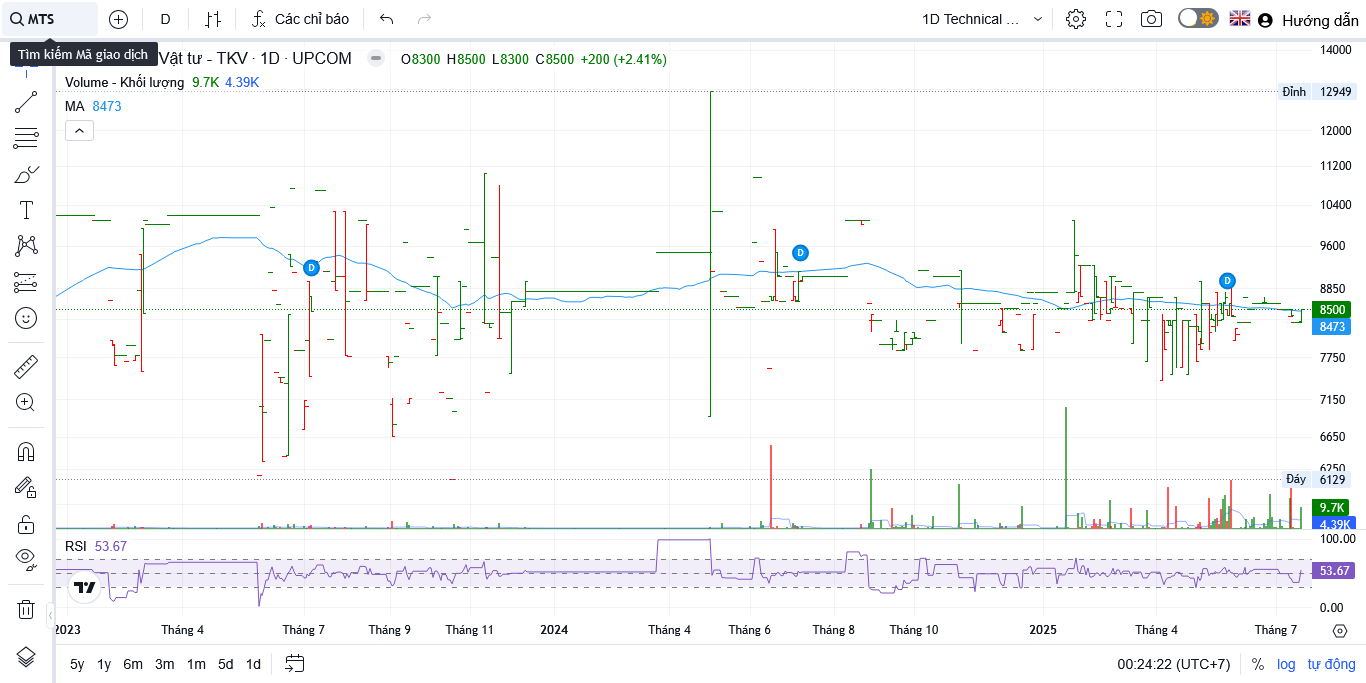 MTS
D
Các chỉ báo
1D Technical ...
Hướng dẫn
Tìm kiếm Mã giao dịch
Vật tư - TKV · 1D · UPCOM
O8300 H8500 L8300 C8500 +200 (+2.41%)
Volume - Khối lượng 9.7K 4.39K
MA 8473
14000
Đỉnh 12949
12000
11200
10400
9600
8850
8500
8473
7750
7150
6650
6250
Đáy 6129
9.7K
4.39K
D
D
D
RSI 53.67
100.00
53.67
0.00
2023 Tháng 4 Tháng 7 Tháng 9 Tháng 11 2024 Tháng 4 Tháng 6 Tháng 8 Tháng 10 2025 Tháng 4 Tháng 7
5y 1y 6m 3m 1m 5d 1d
00:24:22 (UTC+7) % log tự động